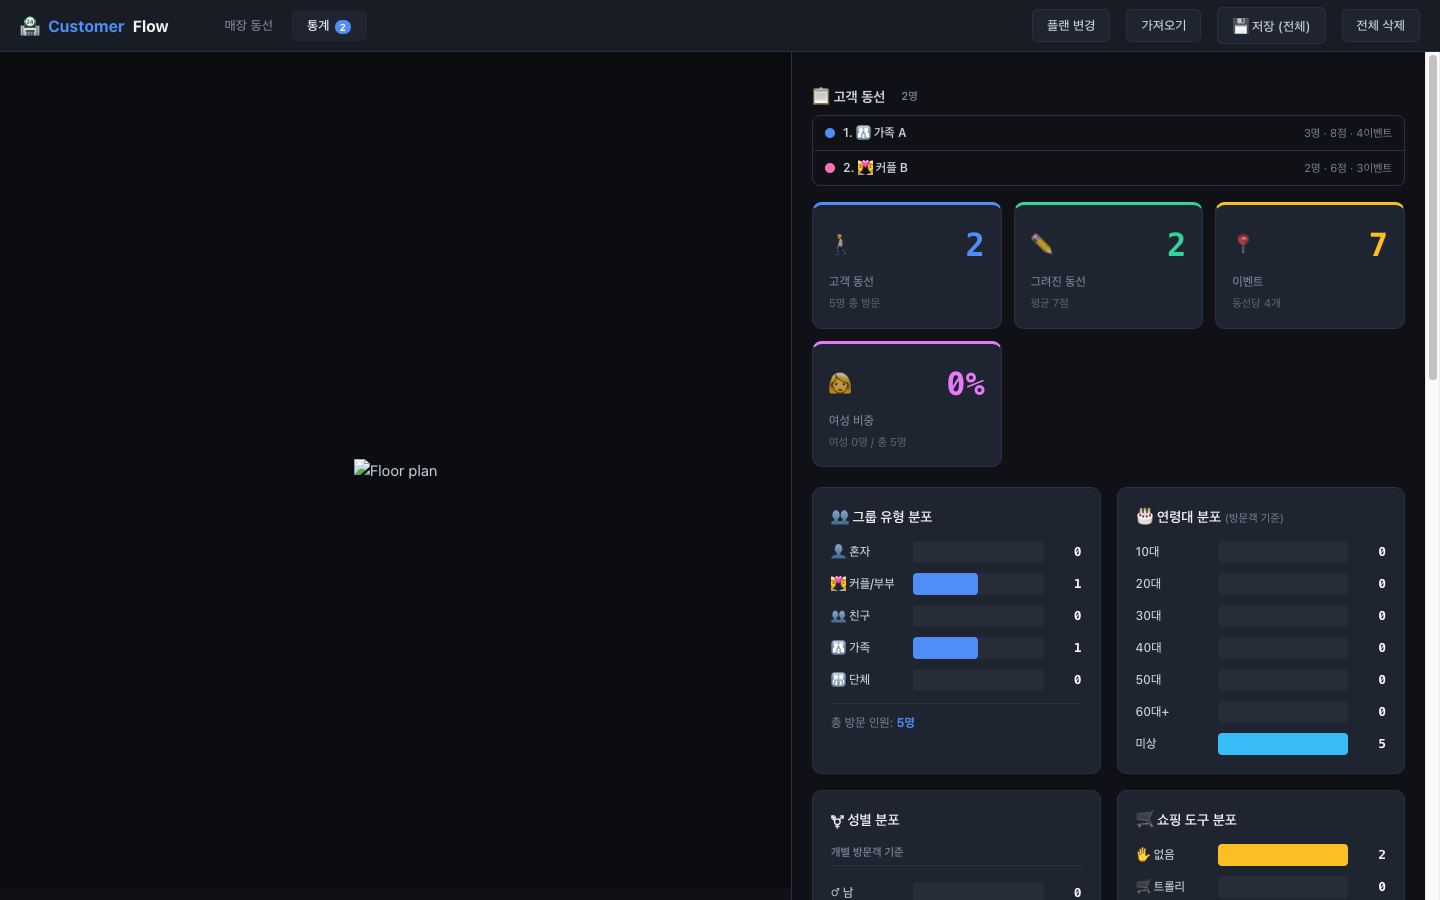 Customer Flow
매장 동선
통계 2
플랜 변경
가져오기
저장 (전체)
전체 삭제
Floor plan
고객 동선 2명
1. 가족 A 3명 · 8점 · 4이벤트
2. 커플 B 2명 · 6점 · 3이벤트
2
고객 동선
5명 총 방문
2
그려진 동선
평균 7점
7
이벤트
동선당 4개
0%
여성 비중
여성 0명 / 총 5명
그룹 유형 분포
혼자 0
커플/부부 1
친구 0
가족 1
단체 0
총 방문 인원: 5명
연령대 분포 (방문객 기준)
10대 0
20대 0
30대 0
40대 0
50대 0
60대+ 0
미상 5
성별 분포
개별 방문객 기준
♂ 남 0
쇼핑 도구 분포
없음 2
트롤리 0